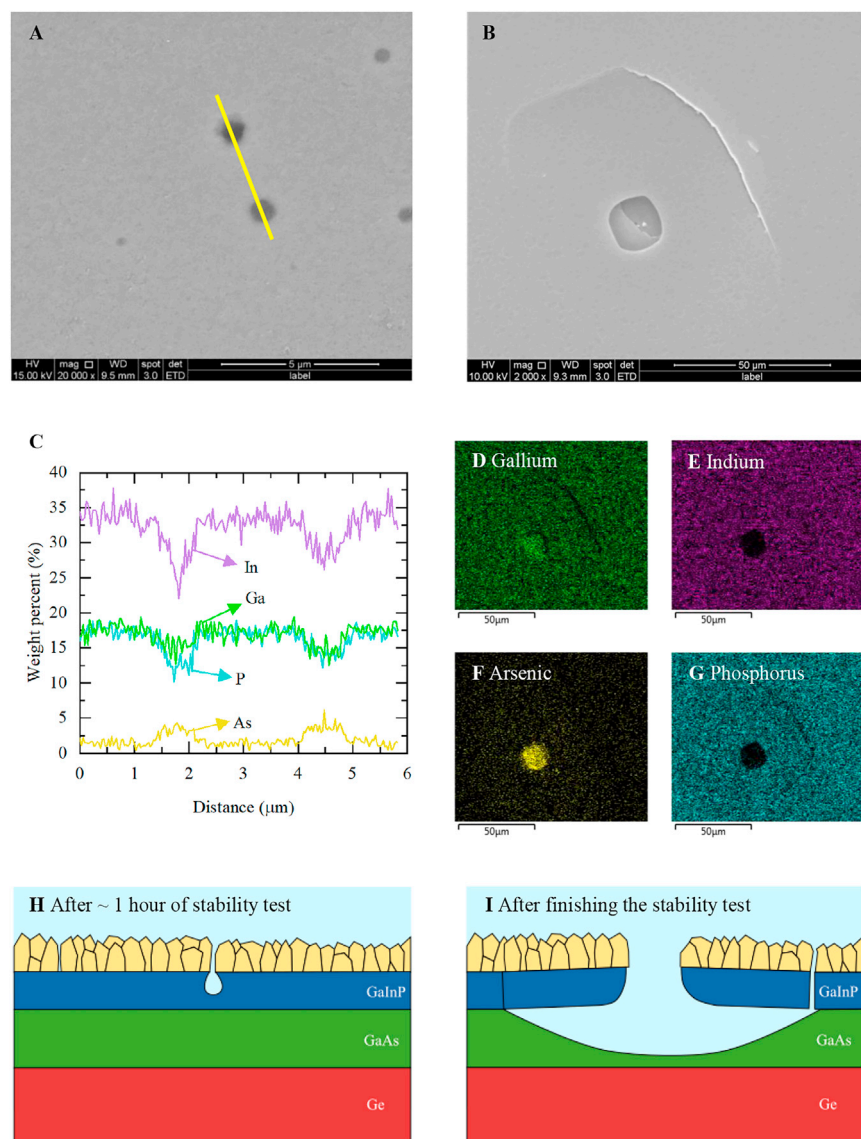 A
HV mag WD spot det
15.00 kV 20 000 x 9.5 mm 3.0 ETD
5 µm
label
B
HV mag WD spot det
10.00 kV 2 000 x 9.3 mm 3.0 ETD
50 µm
label
C
40
35
30
25
20
15
10
5
0
Weight percent (%)
In
Ga
P
As
0 1 2 3 4 5 6
Distance (µm)
D Gallium
50µm
E Indium
50µm
F Arsenic
50µm
G Phosphorus
50µm
H After ~ 1 hour of stability test
GaInP
GaAs
Ge
I After finishing the stability test
GaInP
GaAs
Ge